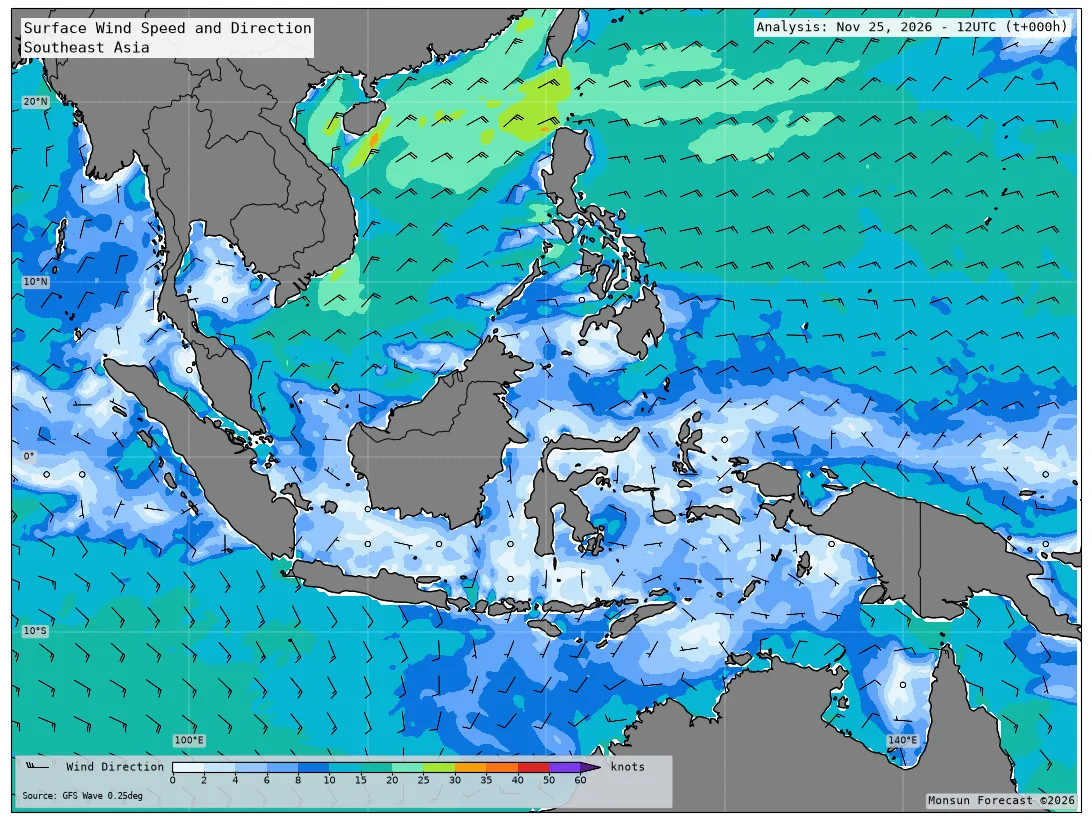 Surface Wind Speed and Direction
Southeast Asia
Analysis: Nov 25, 2026 - 12UTC (t+000h)
20°N
10°N
0°
10°S
100°E
140°E
Wind Direction
knots
0 2 4 6 8 10 15 20 25 30 35 40 50 60
Source: GFS Wave 0.25deg
Monsun Forecast ©2026